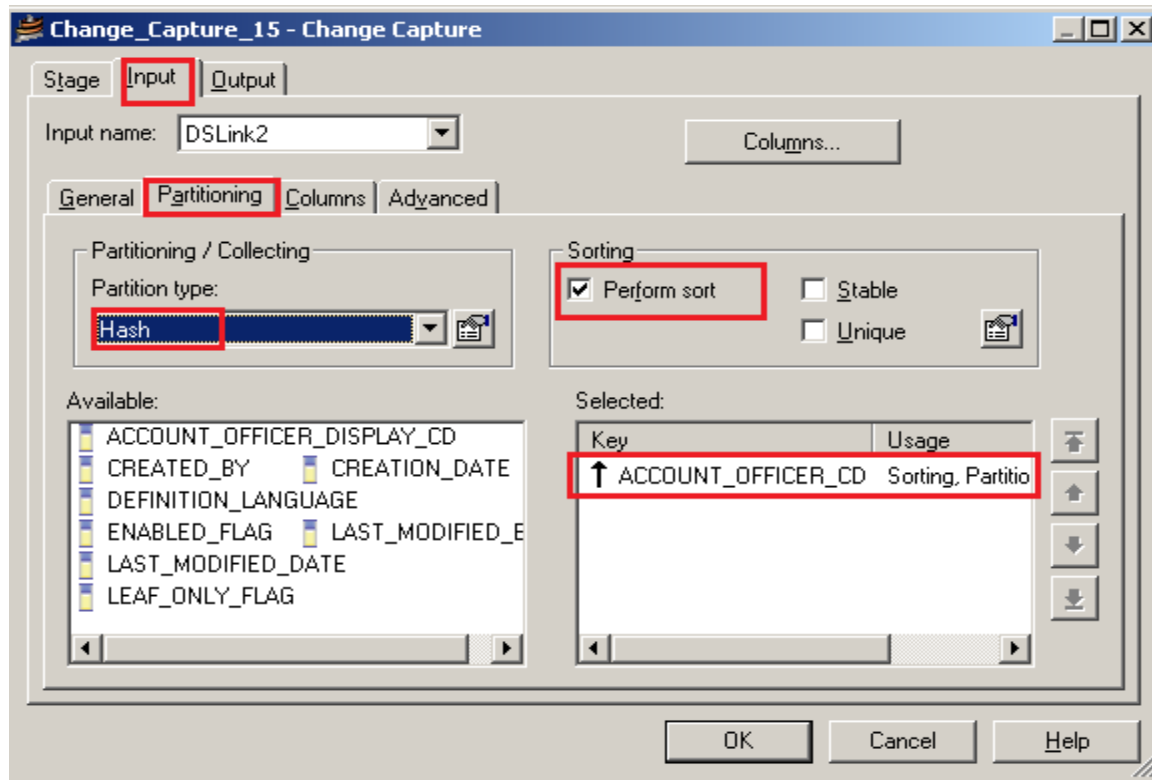 Change_Capture_15 - Change Capture
Stage Input Output
Input name: DSLink2 Columns...
General Partitioning Columns Advanced
Partitioning / Collecting Sorting
Partition type: Perform sort Stable
Hash Unique
Available: Selected:
ACCOUNT_OFFICER_DISPLAY_CD Key Usage
CREATED_BY CREATION_DATE ACCOUNT_OFFICER_CD Sorting, Partitio
DEFINITION_LANGUAGE
ENABLED_FLAG LAST_MODIFIED_E
LAST_MODIFIED_DATE
LEAF_ONLY_FLAG
OK Cancel Help